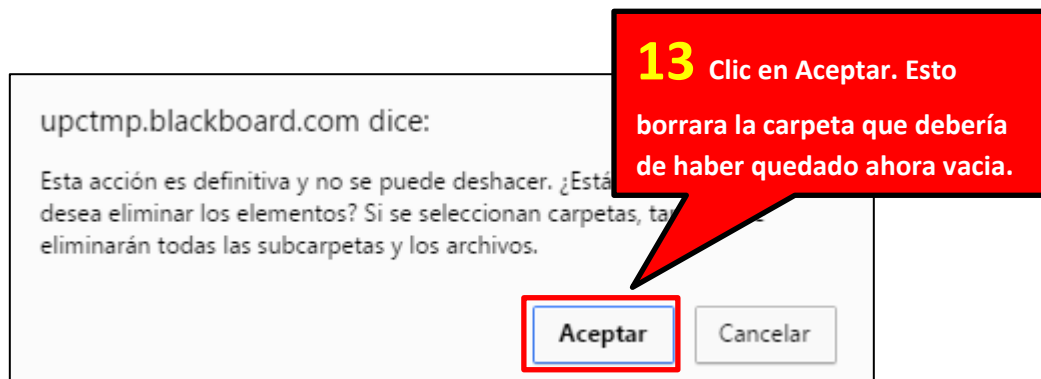 13 Clic en Aceptar. Esto
borrara la carpeta que debería
de haber quedado ahora vacia.
upctmp.blackboard.com dice:
Esta acción es definitiva y no se puede deshacer. ¿Está
desea eliminar los elementos? Si se seleccionan carpetas,
eliminarán todas las subcarpetas y los archivos.
Aceptar
Cancelar